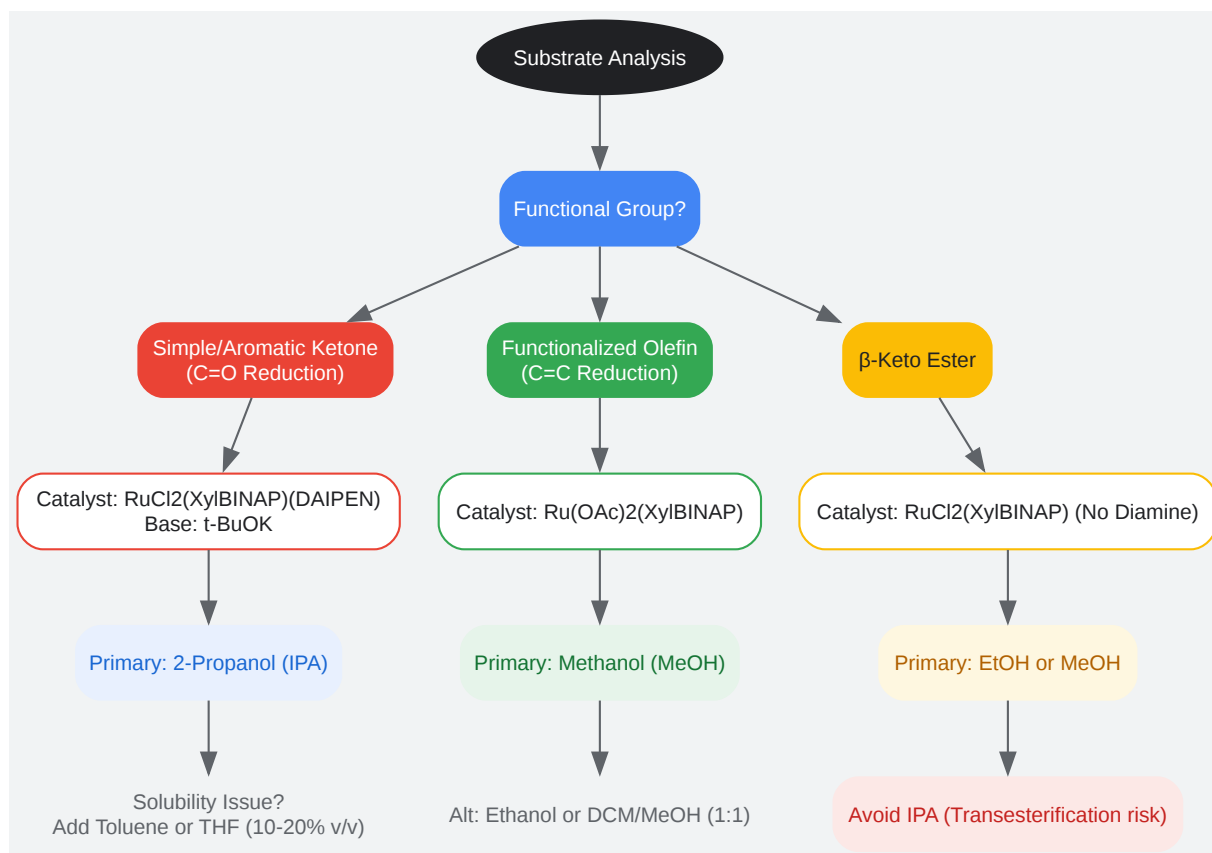 Substrate Analysis
Functional Group?
Simple/Aromatic Ketone
(C=O Reduction)
Functionalized Olefin
(C=C Reduction)
β-Keto Ester
Catalyst: RuCl2(XylBINAP)(DAIPEN)
Base: t-BuOK
Catalyst: Ru(OAc)2(XylBINAP)
Catalyst: RuCl2(XylBINAP) (No Diamine)
Primary: 2-Propanol (IPA)
Primary: Methanol (MeOH)
Primary: EtOH or MeOH
Solubility Issue?
Add Toluene or THF (10-20% v/v)
Alt: Ethanol or DCM/MeOH (1:1)
Avoid IPA (Transesterification risk)